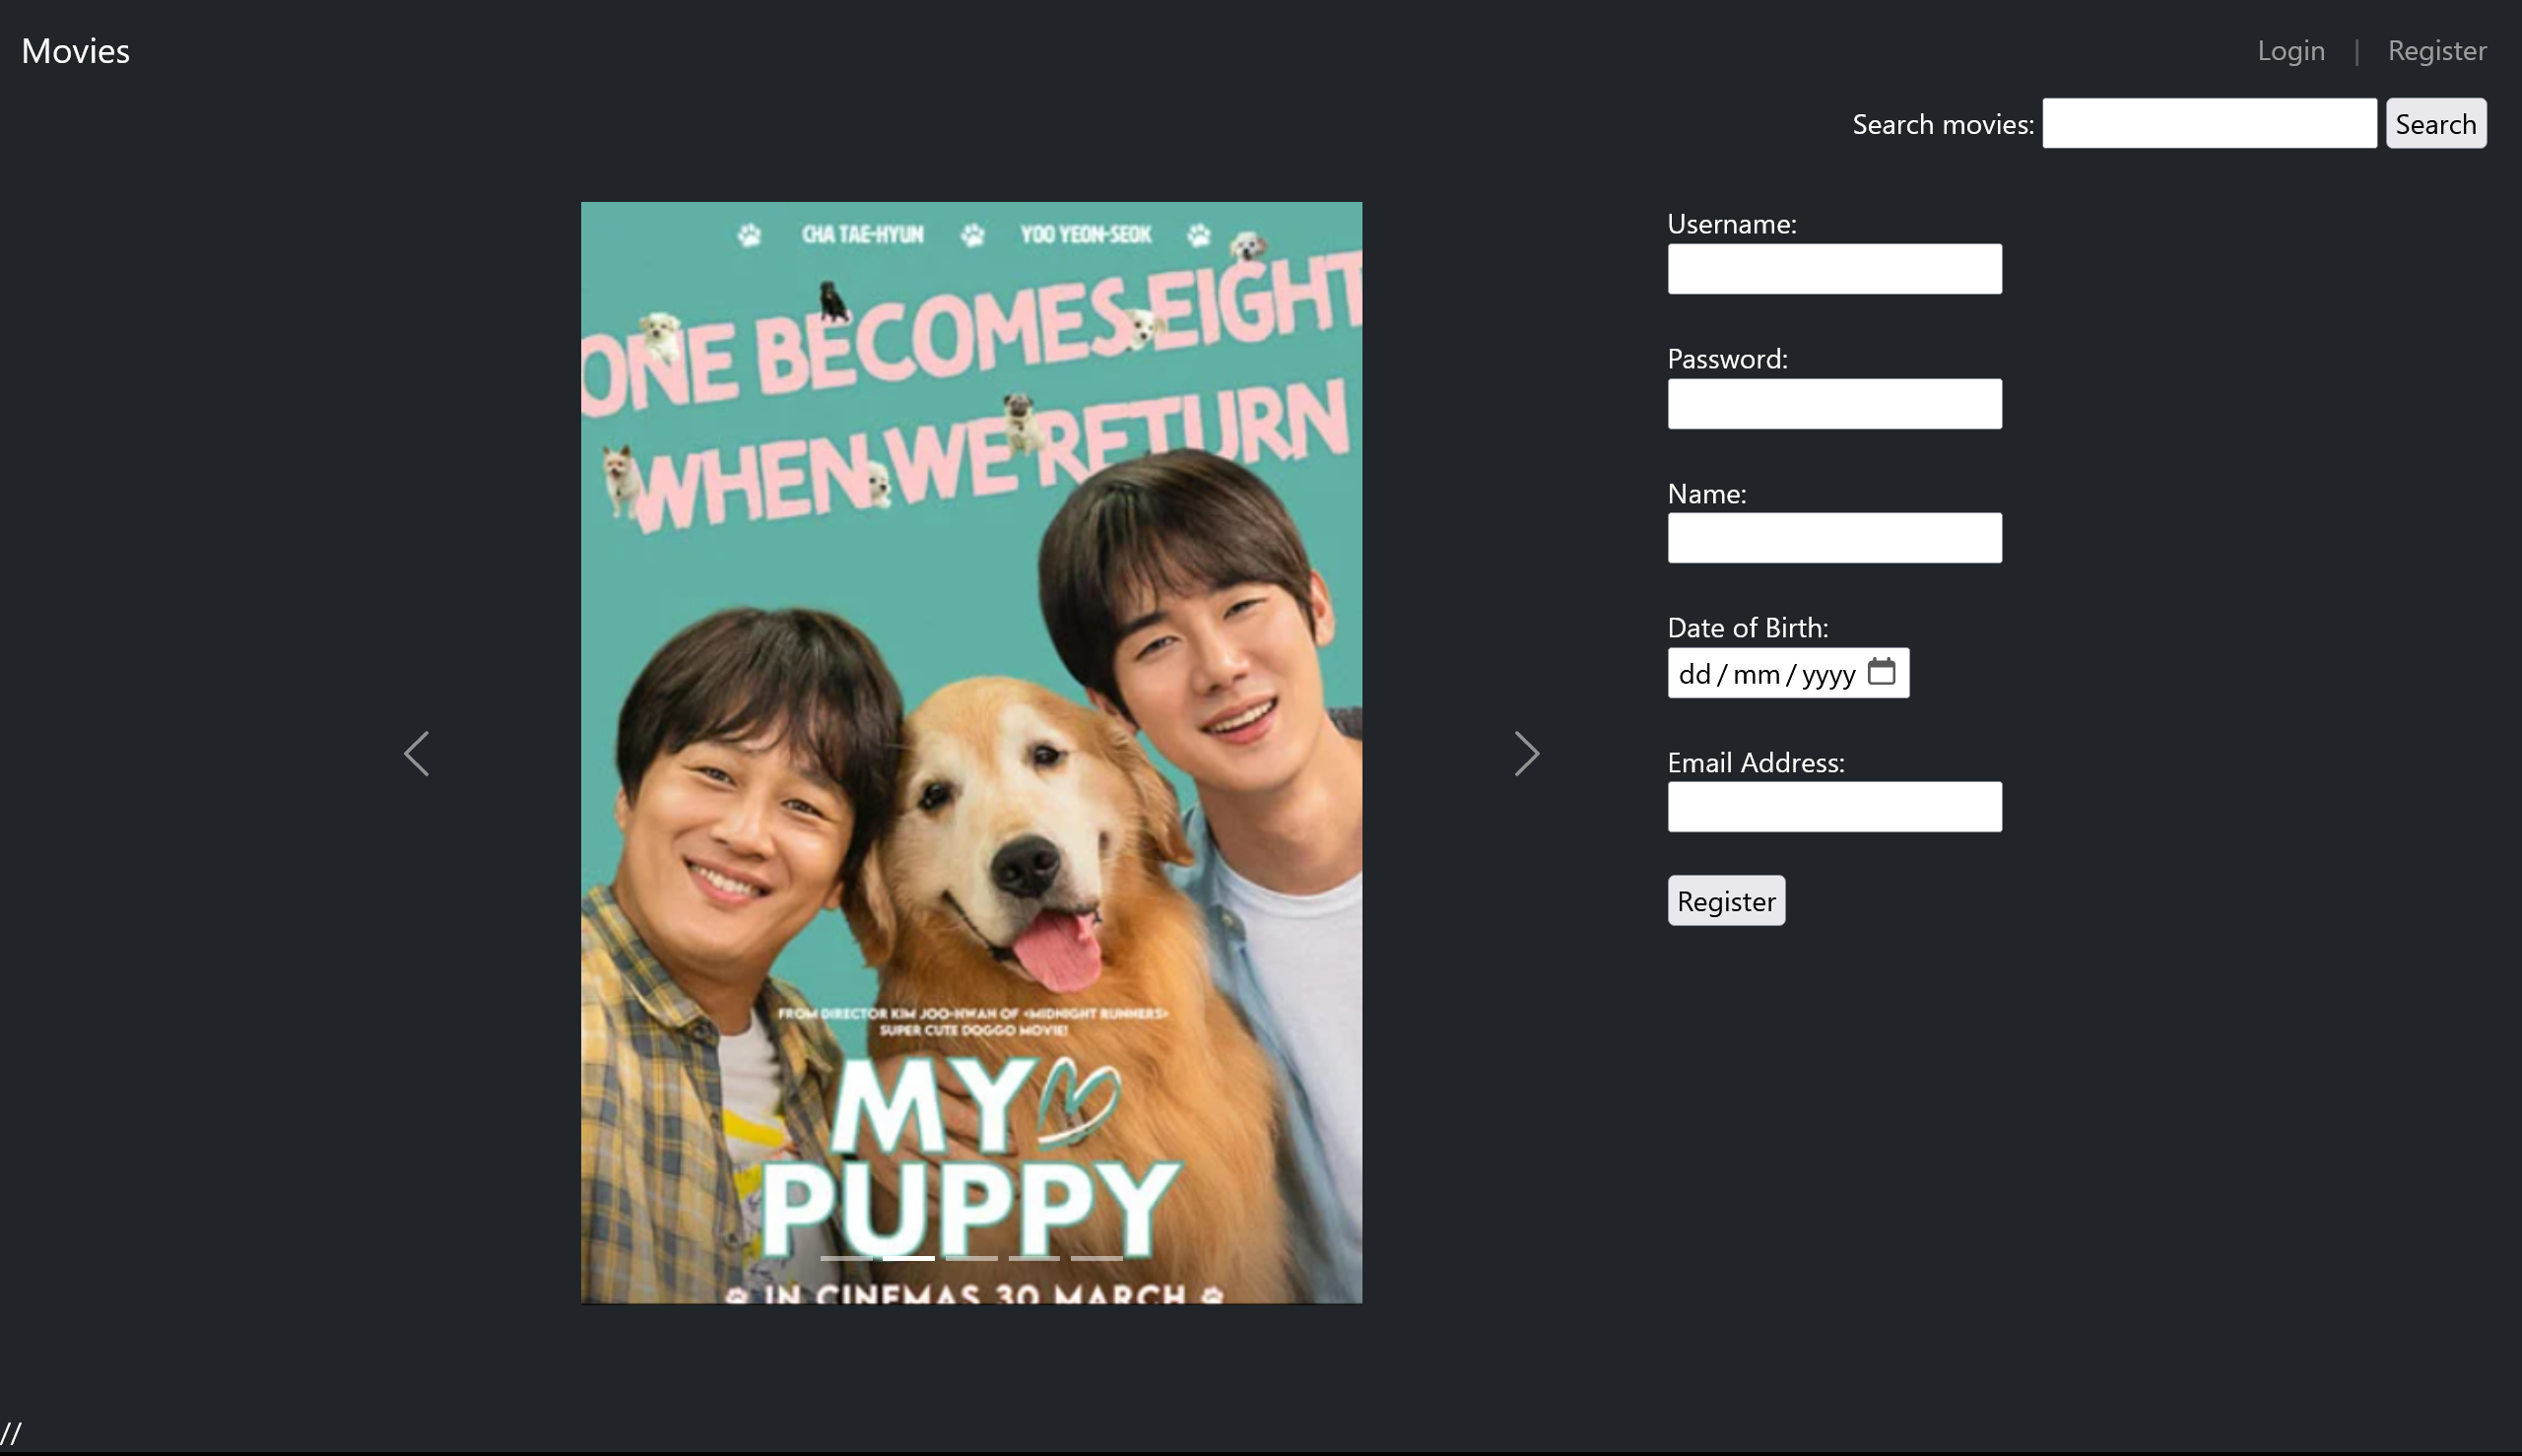 Movies
Login | Register
Search movies: Search
CHA TAE-HYUN YOO YEON-SEOK
ONE BECOMES EIGHT
WHEN WE RETURN
FROM DIRECTOR KIM JOO-HWAN OF <MIDNIGHT RUNNERS>
SUPER CUTE DOGGO MOVIE!
MY
PUPPY
IN CINEMAS 30 MARCH
Username:
Password:
Name:
Date of Birth:
dd/mm/yyyy
Email Address:
Register
//